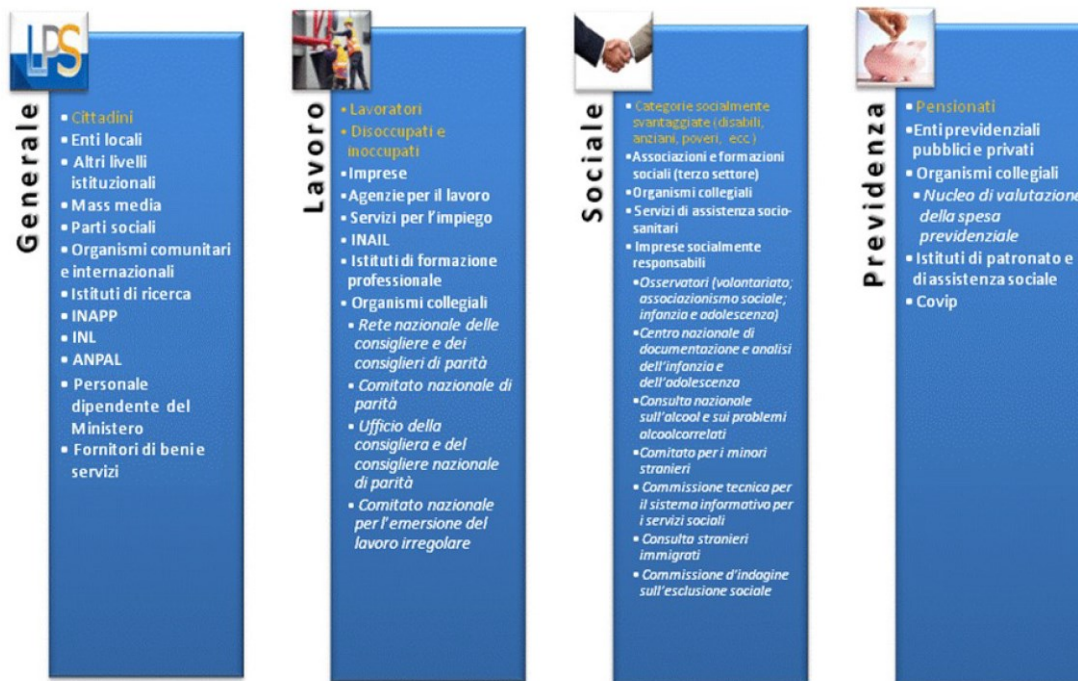 LPS
Generale
Cittadini
Enti locali
Altri livelli
istituzionali
Mass media
Parti sociali
Organismi comunitari
e internazionali
Istituti di ricerca
INAPP
INL
ANPAL
Personale
dipendente del
Ministero
Fornitori di beni e
servizi
Lavoro
Lavoratori
Disoccupati e
inoccupati
Imprese
Agenzie per il lavoro
Servizi per l'impiego
INAIL
Istituti di formazione
professionale
Organismi collegiali
Rete nazionale delle
consigliere e dei
consiglieri di parità
Comitato nazionale di
parità
Ufficio della
consigliera e del
consigliere nazionale
di parità
Comitato nazionale
per l'emersione del
lavoro irregolare
Sociale
Categorie socialmente
svantaggiate (disabili,
anziani, poveri, ecc.)
Associazioni e formazioni
sociali (terzo settore)
Organismi collegiali
Servizi di assistenza socio-
sanitari
Imprese socialmente
responsabili
Osservatori (volontariato;
associazionismo sociale;
infanzia e adolescenza)
Centro nazionale di
documentazione e analisi
dell'infanzia e
dell'adolescenza
Consulta nazionale
sull'alcool e sui problemi
alcoolcorrelati
Comitato per i minori
stranieri
Commissione tecnica per
il sistema informativo per
i servizi sociali
Consulta stranieri
immigrati
Commissione d'indagine
sull'esclusione sociale
Previdenza
Pensionati
Enti previdenziali
pubblici e privati
Organismi collegiali
Nucleo di valutazione
della spesa
previdenziale
Istituti di patronato e
di assistenza sociale
Covip